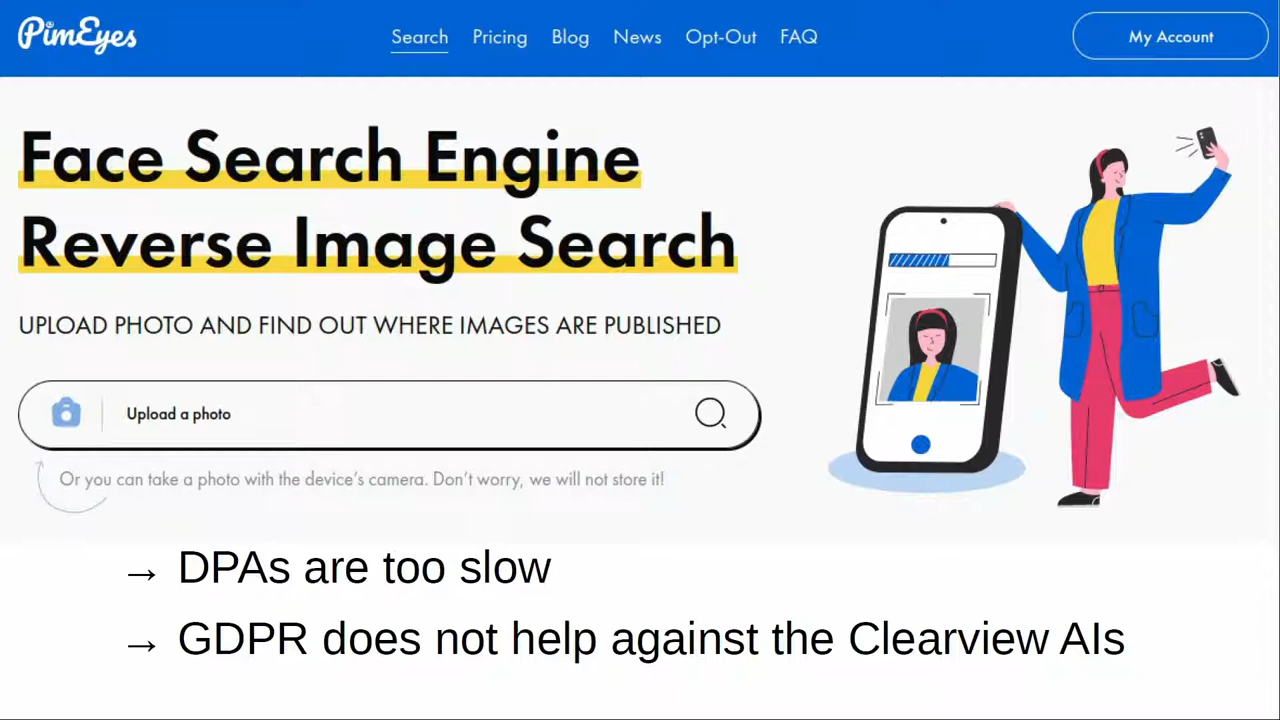 PimEyes
Search Pricing Blog News Opt-Out FAQ
My Account
Face Search Engine
Reverse Image Search
UPLOAD PHOTO AND FIND OUT WHERE IMAGES ARE PUBLISHED
Upload a photo
Or you can take a photo with the device’s camera. Don’t worry, we will not store it!
→ DPAs are too slow
→ GDPR does not help against the Clearview AIs